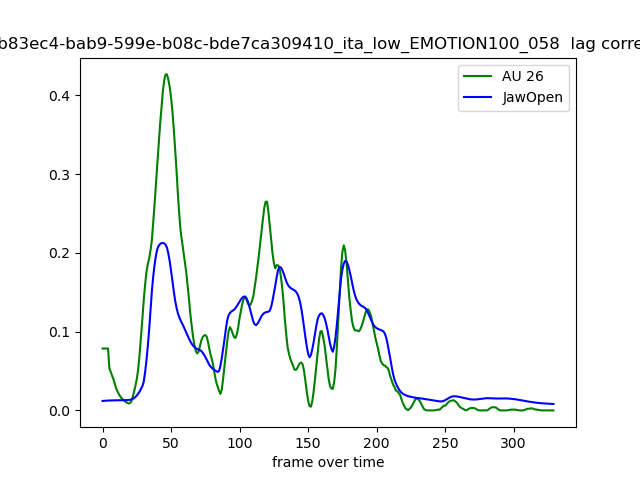 b83ec4-bab9-599e-b08c-bde7ca309410_ita_low_EMOTION100_058 lag corre
AU 26
JawOpen
0.4
0.3
0.2
0.1
0.0
0 50 100 150 200 250 300
frame over time